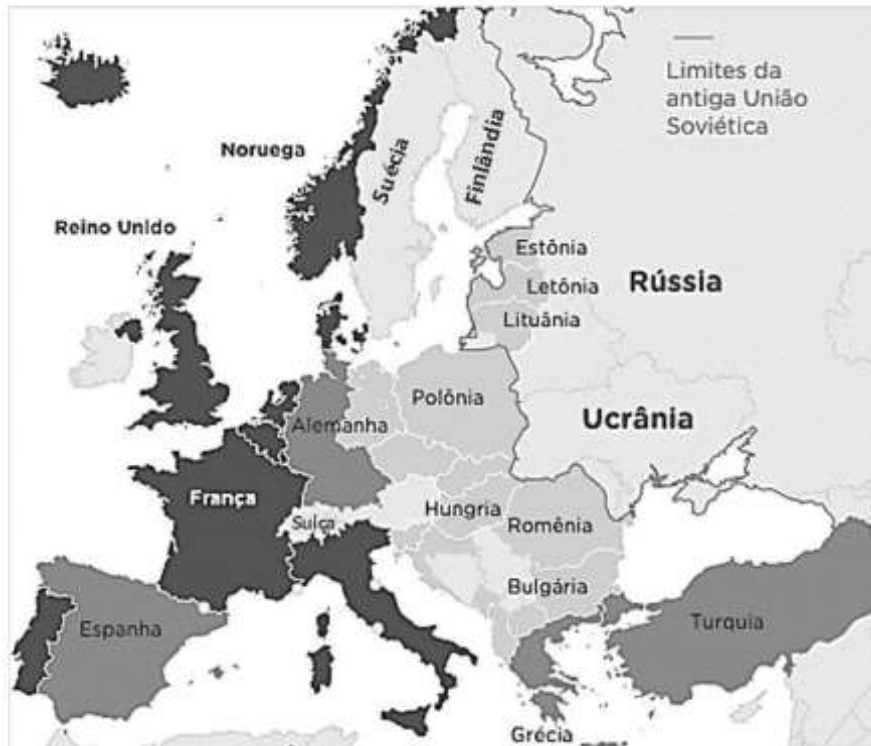 Limites da
antiga União
Soviética
Noruega
Suécia
Finlândia
Reino Unido
Estônia
Letônia
Rússia
Lituânia
Polônia
Alemanha
Ucrânia
França
Suíça
Hungria
Romênia
Bulgária
Espanha
Turquia
Grécia